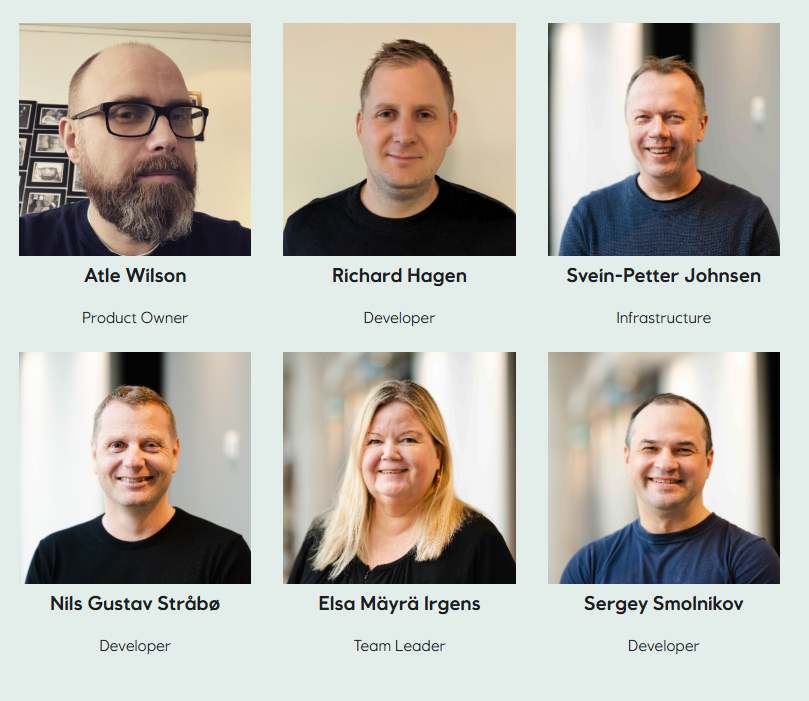 Atle Wilson
Product Owner
Richard Hagen
Developer
Svein-Petter Johnsen
Infrastructure
Nils Gustav Stråbø
Developer
Elsa Mäyrä Irgens
Team Leader
Sergey Smolnikov
Developer